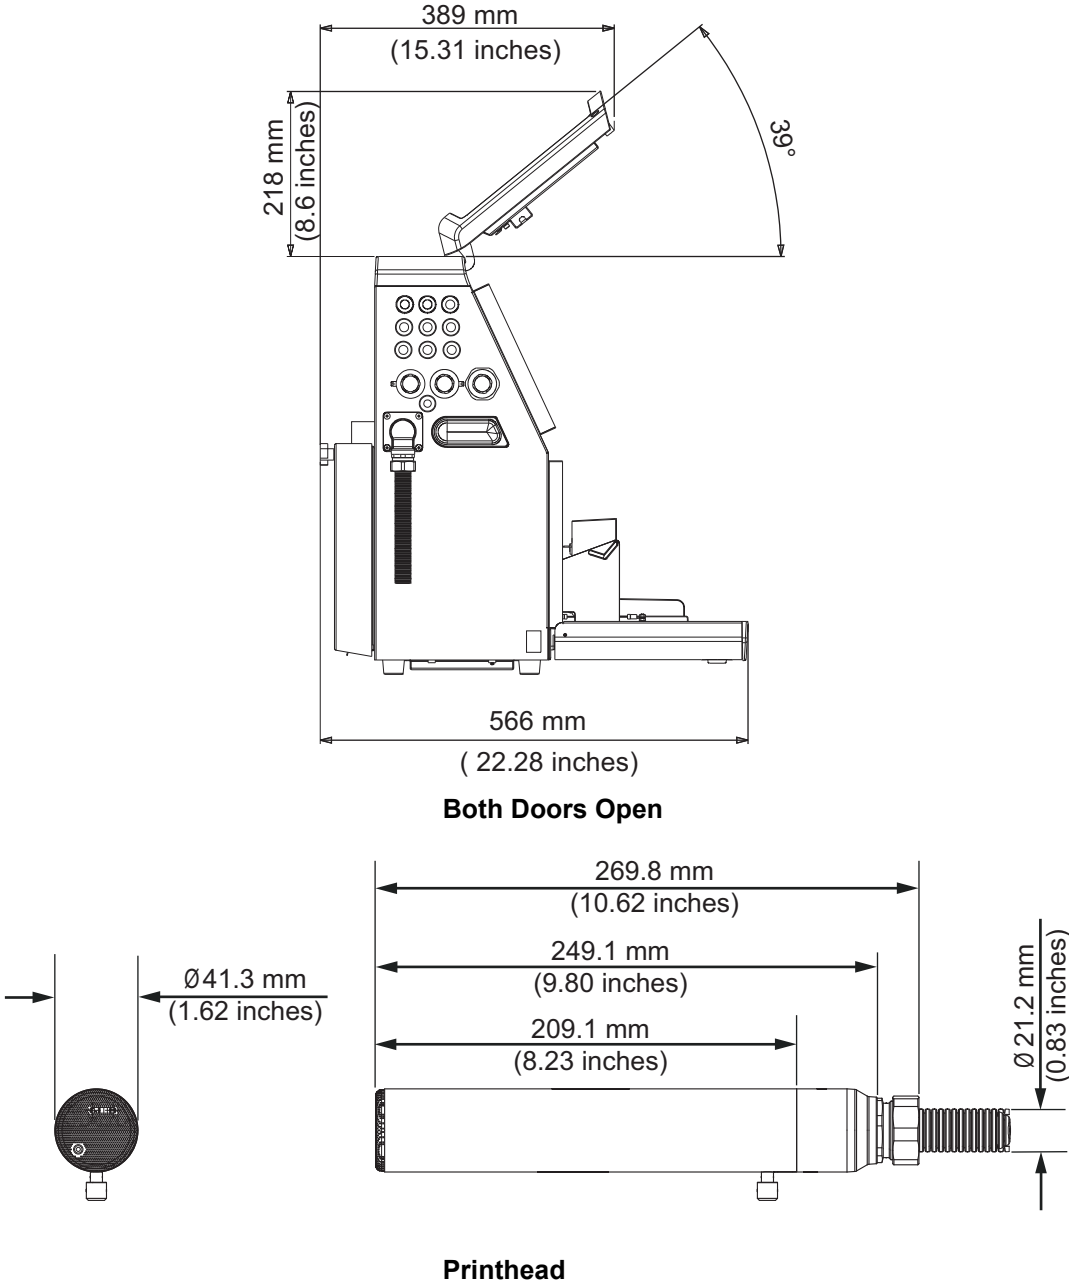 389 mm
(15.31 inches)
218 mm
(8.6 inches)
39°
566 mm
( 22.28 inches)
Both Doors Open
269.8 mm
(10.62 inches)
249.1 mm
(9.80 inches)
Ø41.3 mm
(1.62 inches)
209.1 mm
(8.23 inches)
Ø21.2 mm
(0.83 inches)
Printhead